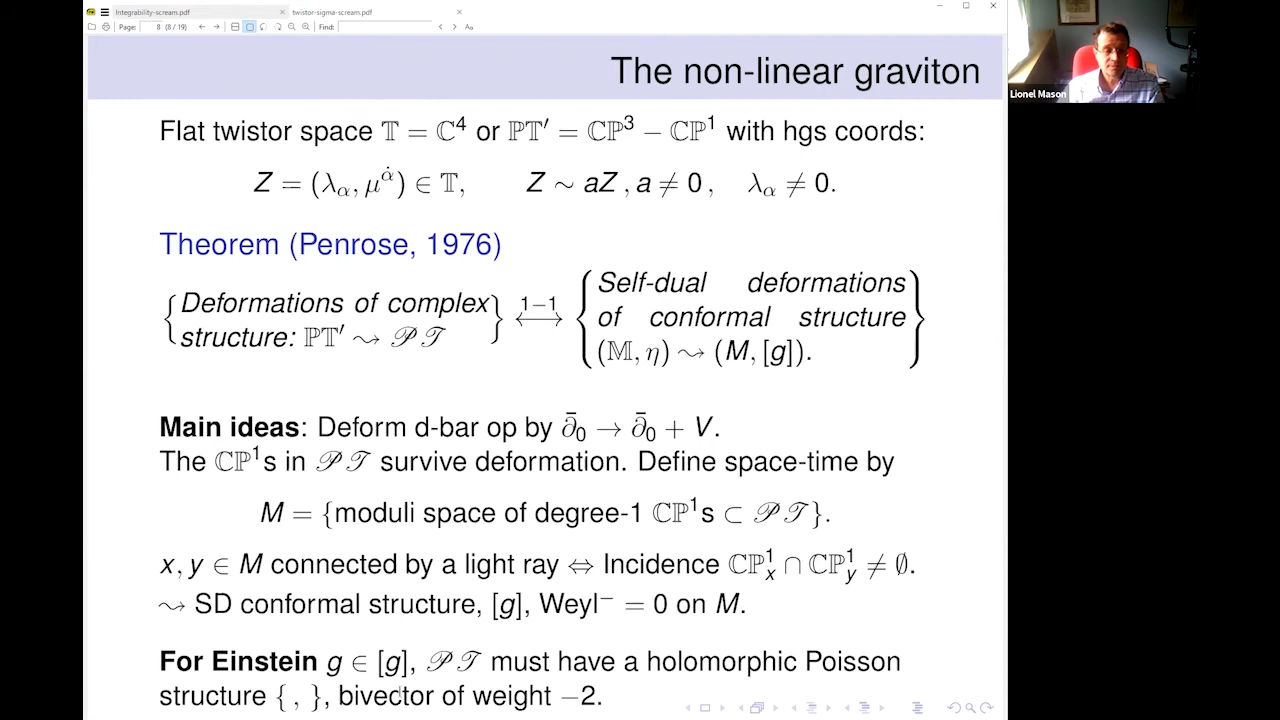 Integrability-scream.pdf
twistor-sigma-scream.pdf
Page: 8 (8 / 19) Find: Aa
The non-linear graviton
Lionel Mason
Flat twistor space 𝕋 = ℂ⁴ or ℙ𝕋′ = ℂℙ³ − ℂℙ¹ with hgs coords:
Z = (λ_α, μ^α̇) ∈ 𝕋, Z ∼ aZ , a ≠ 0 , λ_α ≠ 0.
Theorem (Penrose, 1976)
{Deformations of complex structure: ℙ𝕋′ ⇝ 𝒫𝒯} ⟷ 1−1 {Self-dual deformations of conformal structure (𝕄, η) ⇝ (M, [g]).}
Main ideas: Deform d-bar op by ∂̄₀ → ∂̄₀ + V.
The ℂℙ¹s in 𝒫𝒯 survive deformation. Define space-time by
M = {moduli space of degree-1 ℂℙ¹s ⊂ 𝒫𝒯}.
x, y ∈ M connected by a light ray ⇔ Incidence ℂℙ¹_x ∩ ℂℙ¹_y ≠ ∅.
⇝ SD conformal structure, [g], Weyl⁻ = 0 on M.
For Einstein g ∈ [g], 𝒫𝒯 must have a holomorphic Poisson
structure { , }, bivector of weight −2.